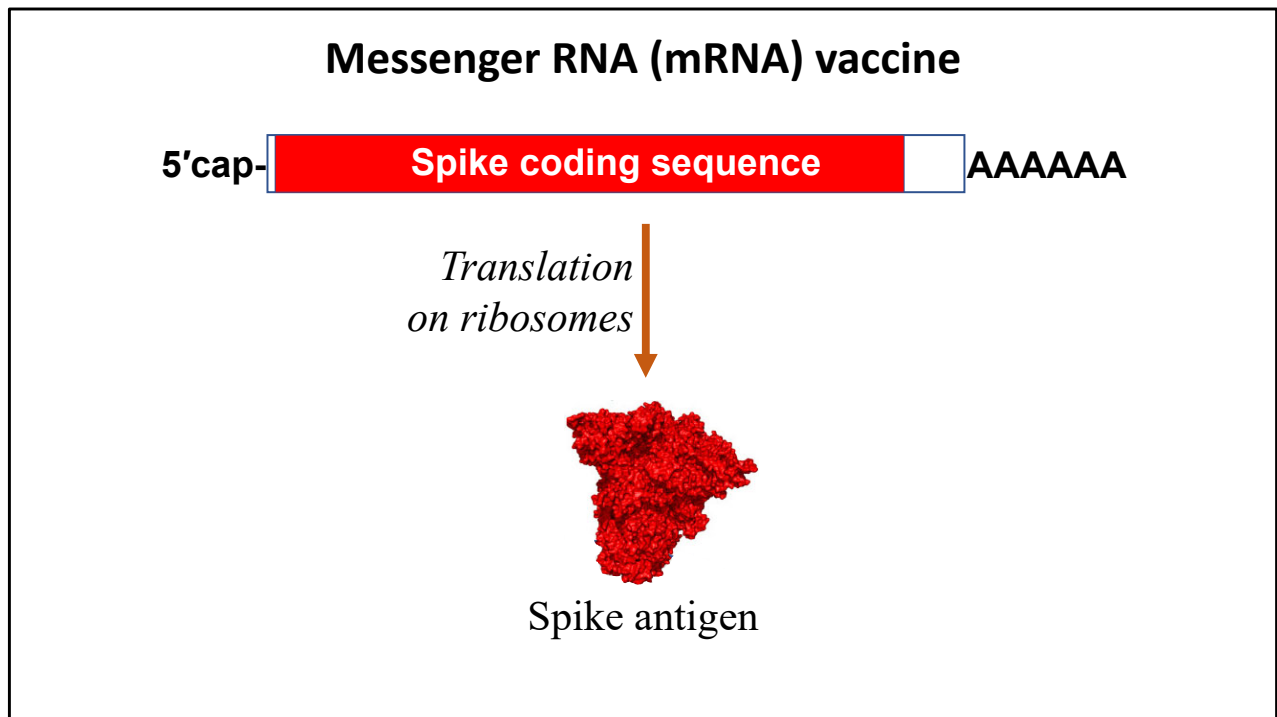 Messenger RNA (mRNA) vaccine
5′cap-
Spike coding sequence
AAAAAA
Translation
on ribosomes
Spike antigen